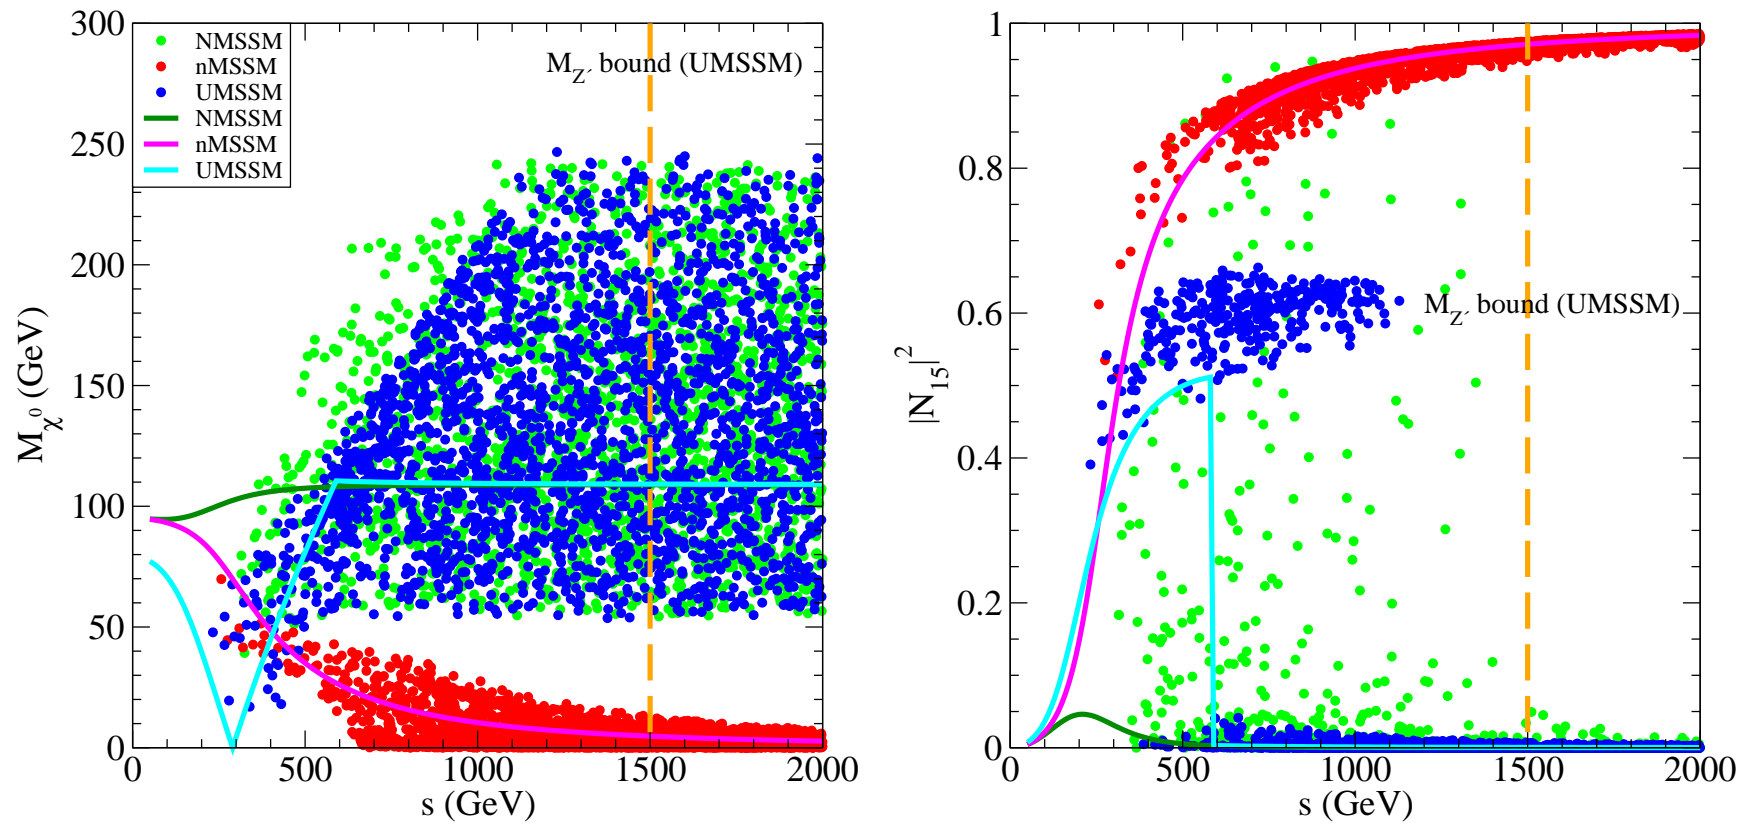 300
250
200
150
100
50
0
M_χ⁰ (GeV)
NMSSM
nMSSM
UMSSM
NMSSM
nMSSM
UMSSM
M_Z´ bound (UMSSM)
0 500 1000 1500 2000
s (GeV)
1
0.8
0.6
0.4
0.2
0
|N_15|²
M_Z´ bound (UMSSM)
0 500 1000 1500 2000
s (GeV)